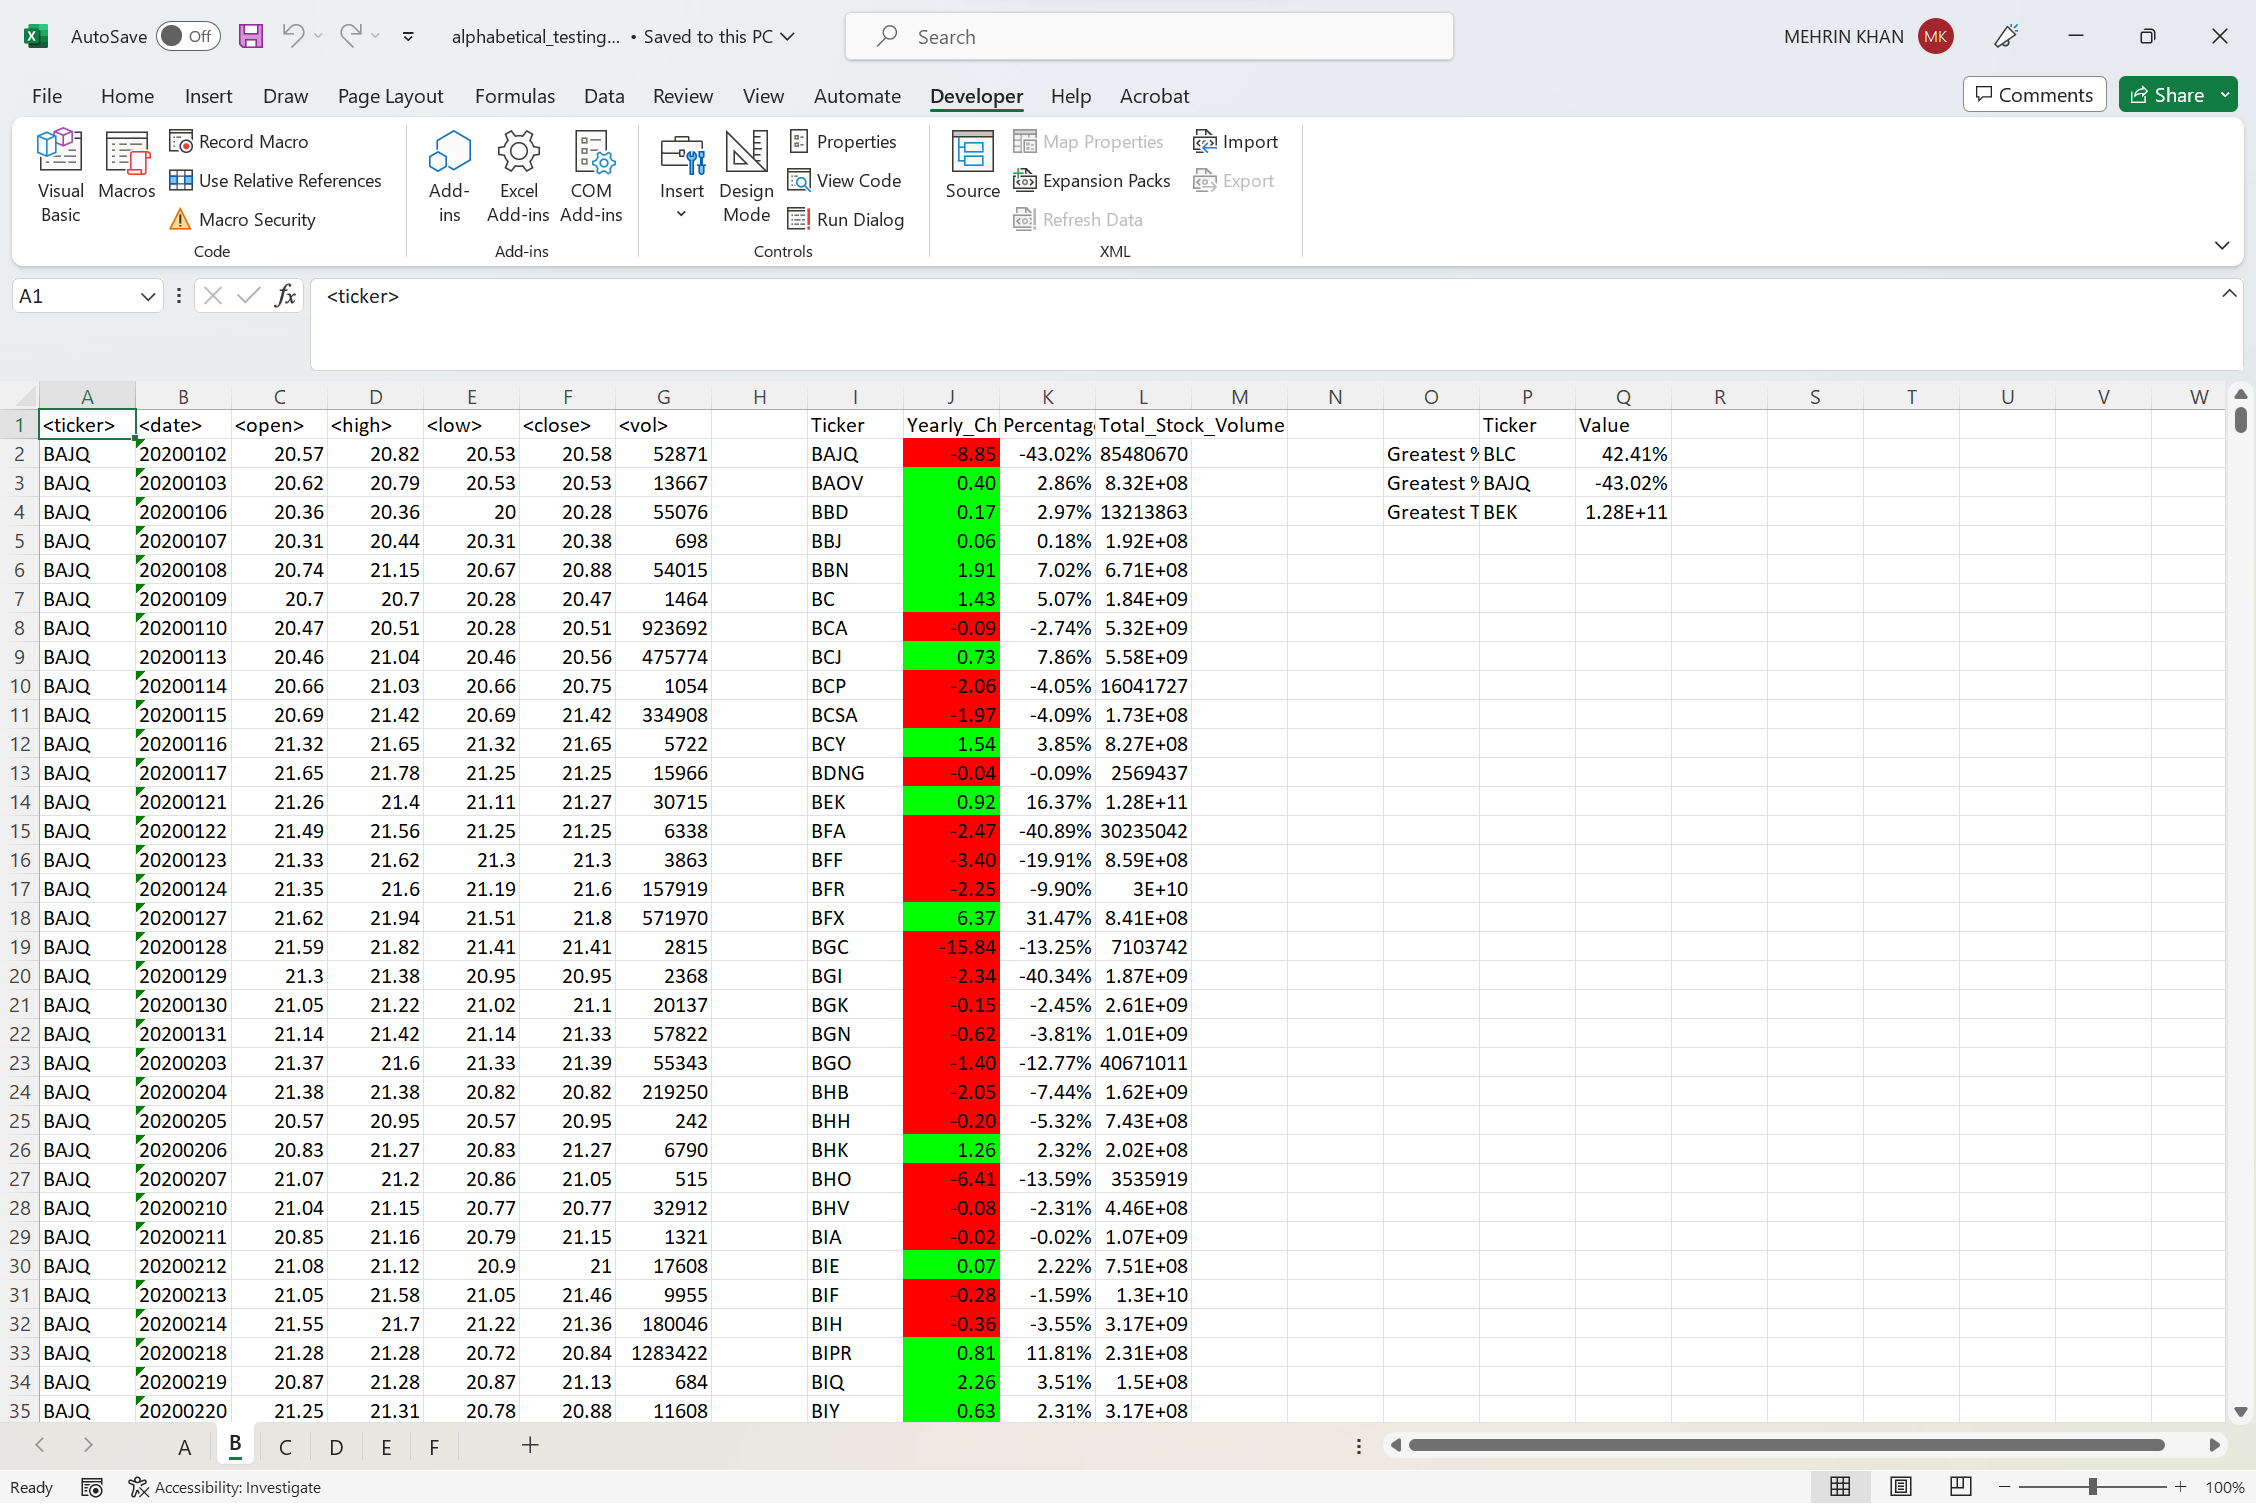 AutoSave Off alphabetical_testing... • Saved to this PC Search MEHRIN KHAN MK
File Home Insert Draw Page Layout Formulas Data Review View Automate Developer Help Acrobat Comments Share
Visual Basic
Macros
Record Macro
Use Relative References
Macro Security
Code
Add-ins
Excel Add-ins
COM Add-ins
Add-ins
Insert
Design Mode
Properties
View Code
Run Dialog
Controls
Source
Map Properties
Expansion Packs
Refresh Data
Import
Export
XML
A1 fx <ticker>
A B C D E F G H I J K L M N O P Q R S T U V W
1 <ticker> <date> <open> <high> <low> <close> <vol> Ticker Yearly_Ch Percentag Total_Stock_Volume Ticker Value
2 BAJQ 20200102 20.57 20.82 20.53 20.58 52871 BAJQ -8.85 -43.02% 85480670 Greatest % BLC 42.41%
3 BAJQ 20200103 20.62 20.79 20.53 20.53 13667 BAOV 0.40 2.86% 8.32E+08 Greatest % BAJQ -43.02%
4 BAJQ 20200106 20.36 20.36 20 20.28 55076 BBD 0.17 2.97% 13213863 Greatest T BEK 1.28E+11
5 BAJQ 20200107 20.31 20.44 20.31 20.38 698 BBJ 0.06 0.18% 1.92E+08
6 BAJQ 20200108 20.74 21.15 20.67 20.88 54015 BBN 1.91 7.02% 6.71E+08
7 BAJQ 20200109 20.7 20.7 20.28 20.47 1464 BC 1.43 5.07% 1.84E+09
8 BAJQ 20200110 20.47 20.51 20.28 20.51 923692 BCA -0.09 -2.74% 5.32E+09
9 BAJQ 20200113 20.46 21.04 20.46 20.56 475774 BCJ 0.73 7.86% 5.58E+09
10 BAJQ 20200114 20.66 21.03 20.66 20.75 1054 BCP -2.06 -4.05% 16041727
11 BAJQ 20200115 20.69 21.42 20.69 21.42 334908 BCSA -1.97 -4.09% 1.73E+08
12 BAJQ 20200116 21.32 21.65 21.32 21.65 5722 BCY 1.54 3.85% 8.27E+08
13 BAJQ 20200117 21.65 21.78 21.25 21.25 15966 BDNG -0.04 -0.09% 2569437
14 BAJQ 20200121 21.26 21.4 21.11 21.27 30715 BEK 0.92 16.37% 1.28E+11
15 BAJQ 20200122 21.49 21.56 21.25 21.25 6338 BFA -2.47 -40.89% 30235042
16 BAJQ 20200123 21.33 21.62 21.3 21.3 3863 BFF -3.40 -19.91% 8.59E+08
17 BAJQ 20200124 21.35 21.6 21.19 21.6 157919 BFR -2.25 -9.90% 3E+10
18 BAJQ 20200127 21.62 21.94 21.51 21.8 571970 BFX 6.37 31.47% 8.41E+08
19 BAJQ 20200128 21.59 21.82 21.41 21.41 2815 BGC -15.84 -13.25% 7103742
20 BAJQ 20200129 21.3 21.38 20.95 20.95 2368 BGI -2.34 -40.34% 1.87E+09
21 BAJQ 20200130 21.05 21.22 21.02 21.1 20137 BGK -0.15 -2.45% 2.61E+09
22 BAJQ 20200131 21.14 21.42 21.14 21.33 57822 BGN -0.62 -3.81% 1.01E+09
23 BAJQ 20200203 21.37 21.6 21.33 21.39 55343 BGO -1.40 -12.77% 40671011
24 BAJQ 20200204 21.38 21.38 20.82 20.82 219250 BHB -2.05 -7.44% 1.62E+09
25 BAJQ 20200205 20.57 20.95 20.57 20.95 242 BHH -0.20 -5.32% 7.43E+08
26 BAJQ 20200206 20.83 21.27 20.83 21.27 6790 BHK 1.26 2.32% 2.02E+08
27 BAJQ 20200207 21.07 21.2 20.86 21.05 515 BHO -6.41 -13.59% 3535919
28 BAJQ 20200210 21.04 21.15 20.77 20.77 32912 BHV -0.08 -2.31% 4.46E+08
29 BAJQ 20200211 20.85 21.16 20.79 21.15 1321 BIA -0.02 -0.02% 1.07E+09
30 BAJQ 20200212 21.08 21.12 20.9 21 17608 BIE 0.07 2.22% 7.51E+08
31 BAJQ 20200213 21.05 21.58 21.05 21.46 9955 BIF -0.28 -1.59% 1.3E+10
32 BAJQ 20200214 21.55 21.7 21.22 21.36 180046 BIH -0.36 -3.55% 3.17E+09
33 BAJQ 20200218 21.28 21.28 20.72 20.84 1283422 BIPR 0.81 11.81% 2.31E+08
34 BAJQ 20200219 20.87 21.28 20.87 21.13 684 BIQ 2.26 3.51% 1.5E+08
35 BAJQ 20200220 21.25 21.31 20.78 20.88 11608 BIY 0.63 2.31% 3.17E+08
A B C D E F
Ready Accessibility: Investigate 100%